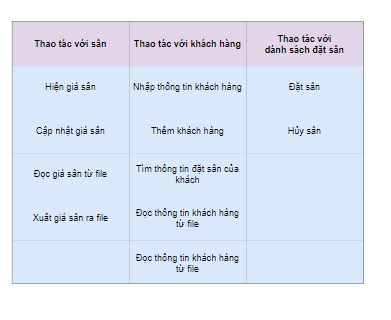 Thao tác với sân
Thao tác với khách hàng
Thao tác với
dánh sách đặt sân
Hiện giá sân
Nhập thông tin khách hàng
Đặt sân
Cập nhật giá sân
Thêm khách hàng
Hủy sân
Đọc giá sân từ file
Tìm thông tin đặt sân của
khách
Xuất giá sân ra file
Đọc thông tin khách hàng
từ file
Đọc thông tin khách hàng
từ file